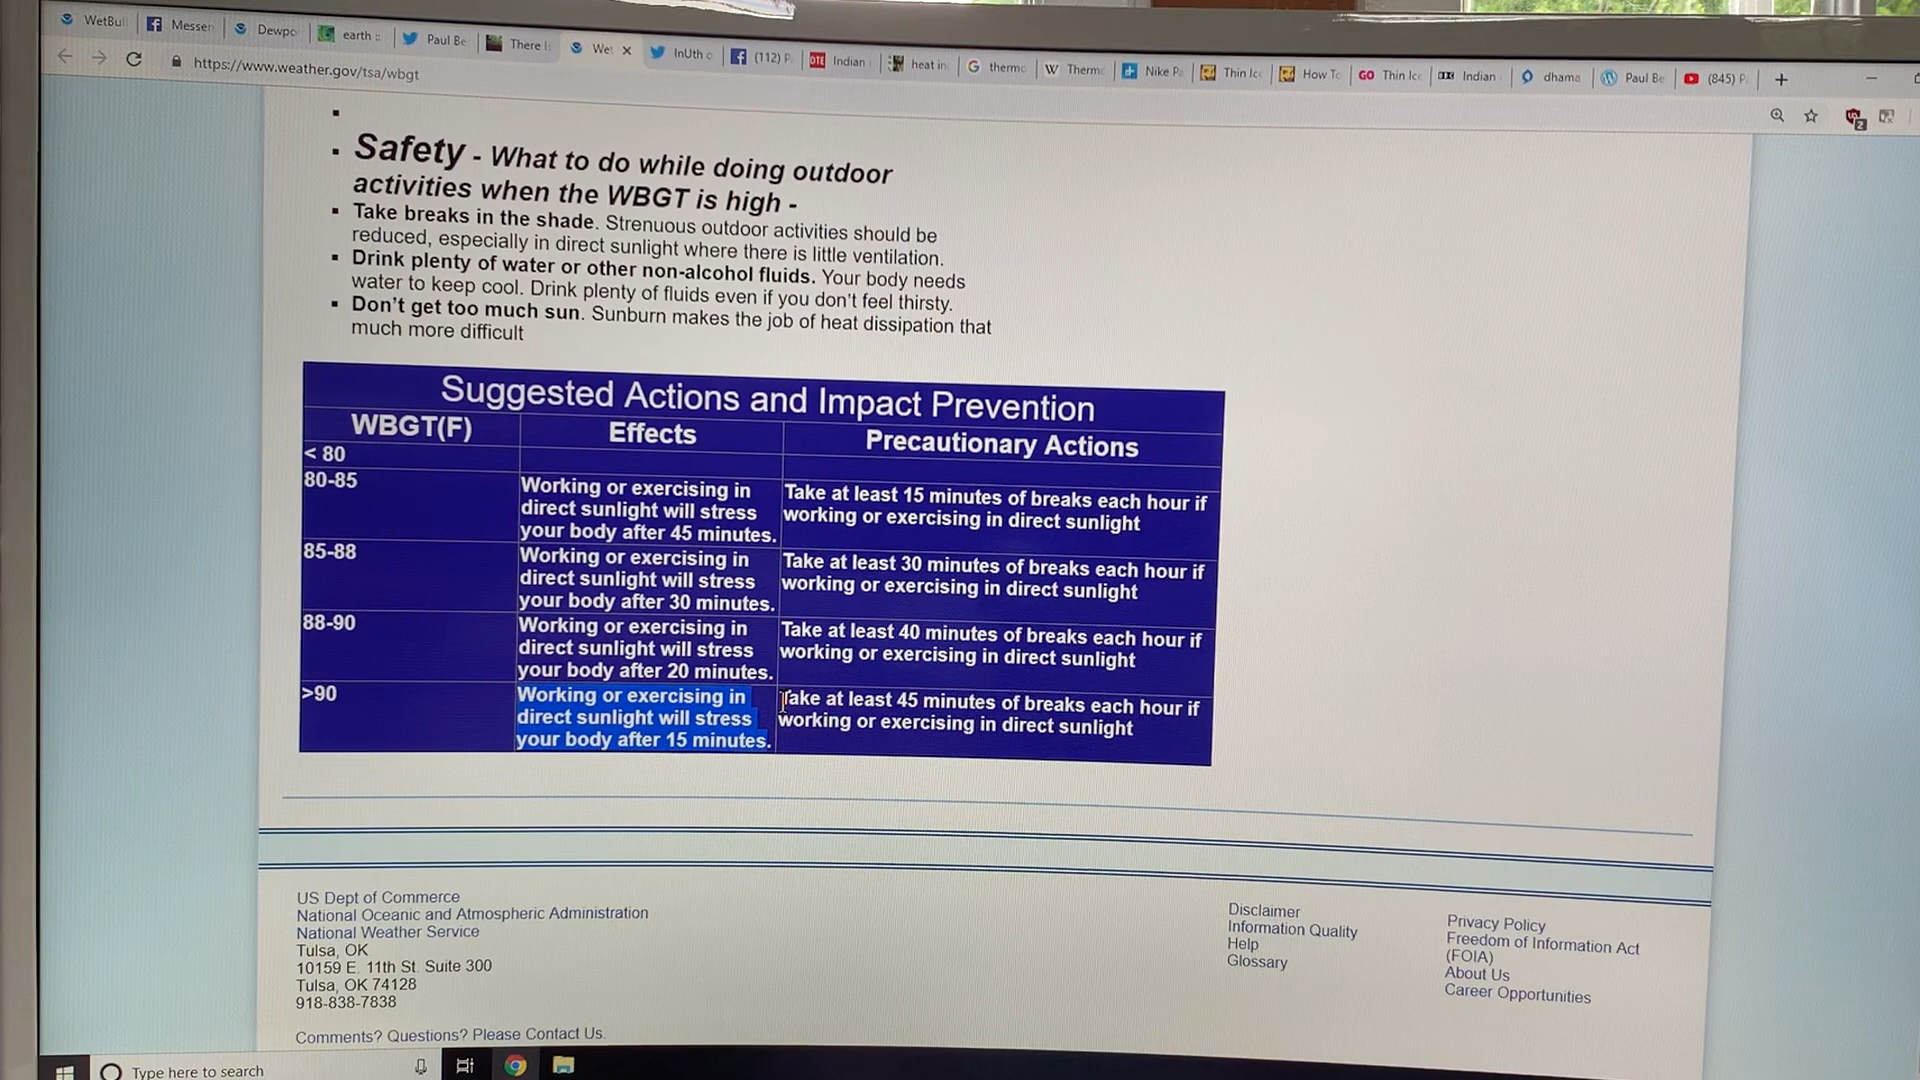 WetBul
Messen
Dewpo
earth
Paul Be
There I
Wet
InUth
(112) P
Indian
heat in
thermo
Therm
Nike Pa
Thin Ice
How To
Thin Ice
Indian
dhama
Paul Be
(845) P
https://www.weather.gov/tsa/wbgt
Safety - What to do while doing outdoor
activities when the WBGT is high -
Take breaks in the shade. Strenuous outdoor activities should be
reduced, especially in direct sunlight where there is little ventilation.
Drink plenty of water or other non-alcohol fluids. Your body needs
water to keep cool. Drink plenty of fluids even if you don't feel thirsty.
Don't get too much sun. Sunburn makes the job of heat dissipation that
much more difficult
Suggested Actions and Impact Prevention
WBGT(F) Effects Precautionary Actions
< 80
80-85
Working or exercising in
direct sunlight will stress
your body after 45 minutes.
Take at least 15 minutes of breaks each hour if
working or exercising in direct sunlight
85-88
Working or exercising in
direct sunlight will stress
your body after 30 minutes.
Take at least 30 minutes of breaks each hour if
working or exercising in direct sunlight
88-90
Working or exercising in
direct sunlight will stress
your body after 20 minutes.
Take at least 40 minutes of breaks each hour if
working or exercising in direct sunlight
>90
Working or exercising in
direct sunlight will stress
your body after 15 minutes.
Take at least 45 minutes of breaks each hour if
working or exercising in direct sunlight
US Dept of Commerce
National Oceanic and Atmospheric Administration
National Weather Service
Tulsa, OK
10159 E. 11th St. Suite 300
Tulsa, OK 74128
918-838-7838
Comments? Questions? Please Contact Us.
Disclaimer
Information Quality
Help
Glossary
Privacy Policy
Freedom of Information Act
(FOIA)
About Us
Career Opportunities
Type here to search